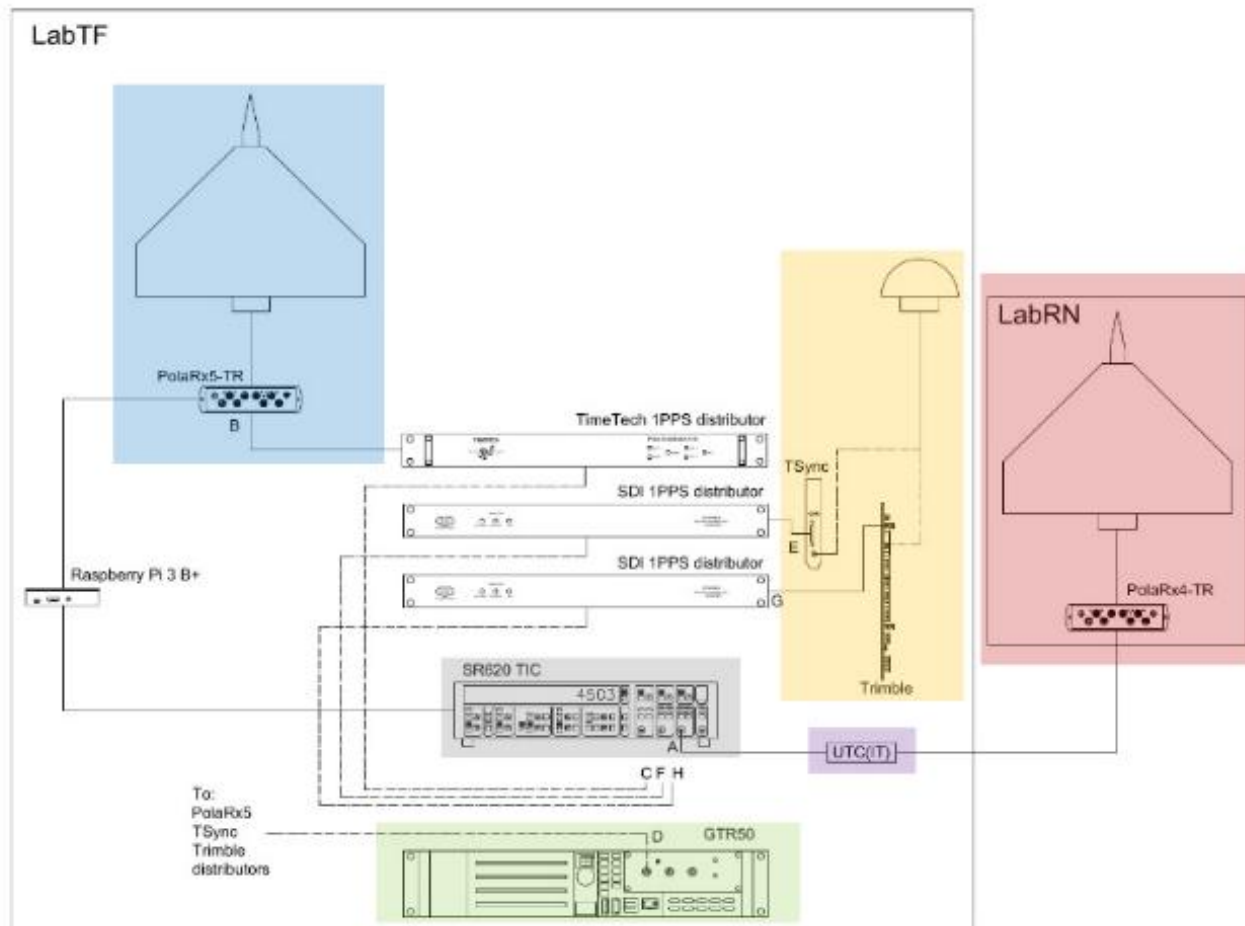 LabTF
LabRN
PolaRx5-TR
B
TimeTech 1PPS distributor
TSync
SDI 1PPS distributor
E
SDI 1PPS distributor
G
Raspberry Pi 3 B+
PolaRx4-TR
Trimble
SR620 TIC
4503
A
UTC(IT)
C F H
To:
PolaRx5
TSync
Trimble
distributors
D
GTR50